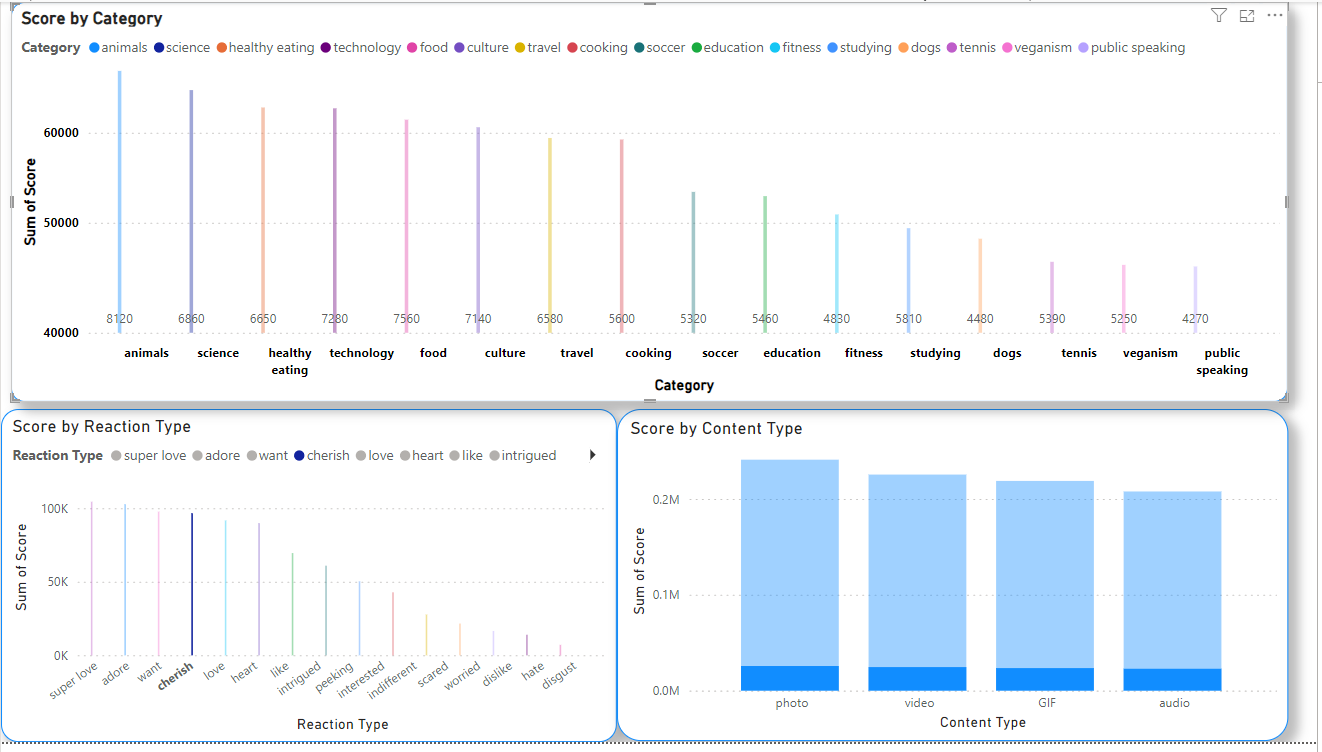 Score by Category
Category animals science healthy eating technology food culture travel cooking soccer education fitness studying dogs tennis veganism public speaking
Sum of Score
60000
50000
40000
8120 6860 6650 7280 7560 7140 6580 5600 5320 5460 4830 5810 4480 5390 5250 4270
animals science healthy eating technology food culture travel cooking soccer education fitness studying dogs tennis veganism public speaking
Category
Score by Reaction Type
Reaction Type super love adore want cherish love heart like intrigued
Sum of Score
100K
50K
0K
super love adore want cherish love heart like intrigued peeking interested indifferent scared worried dislike hate disgust
Reaction Type
Score by Content Type
Sum of Score
0.2M
0.1M
0.0M
photo video GIF audio
Content Type